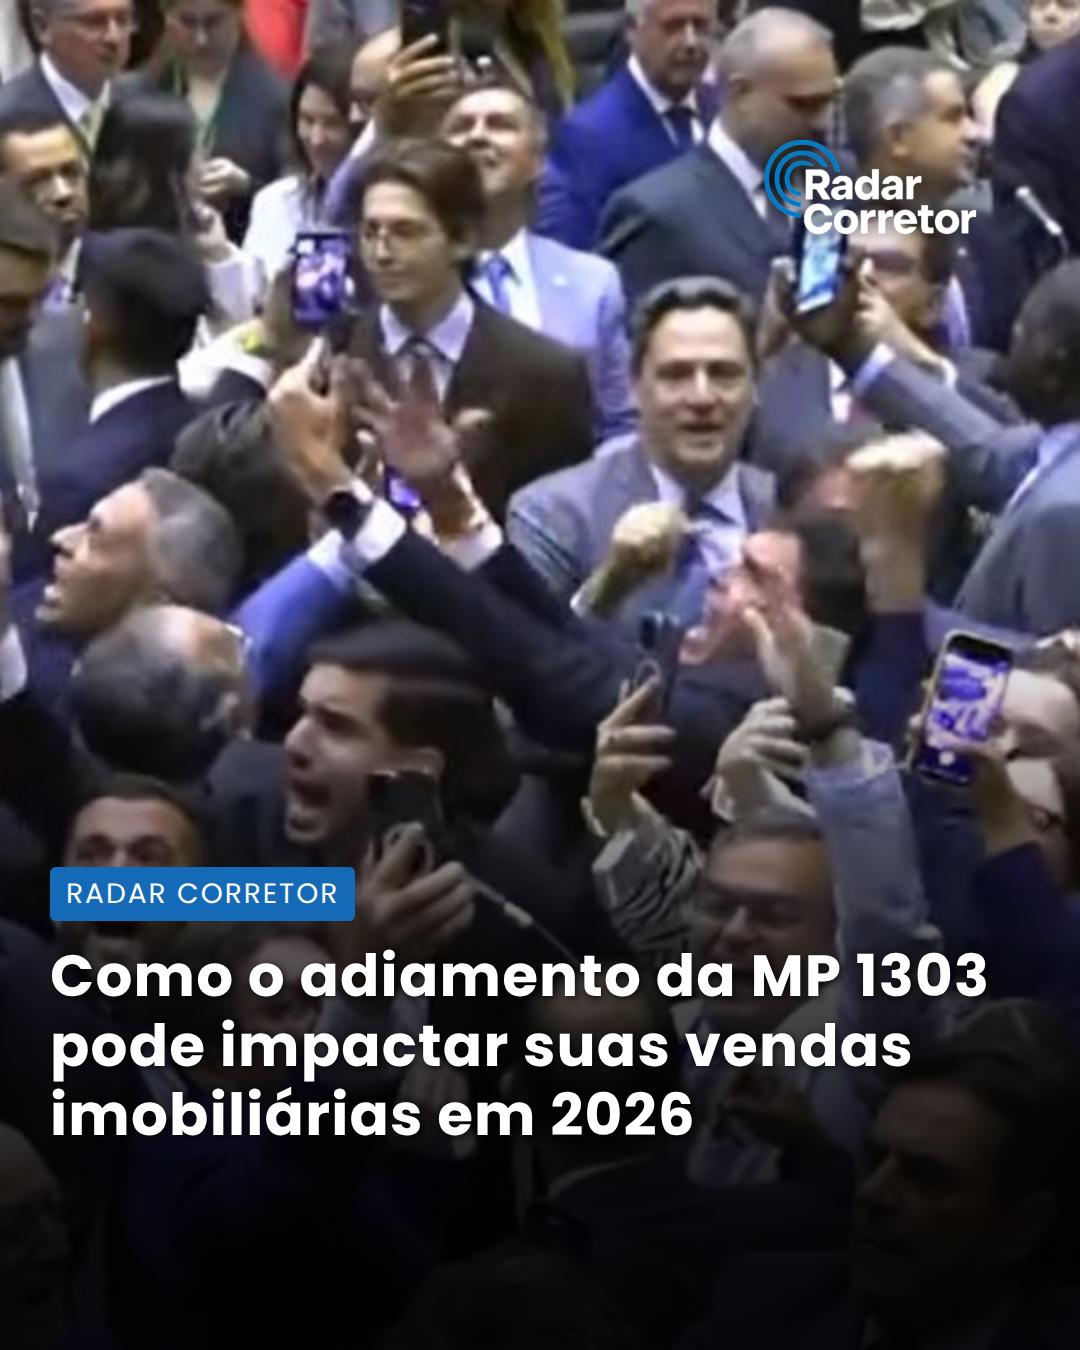 Radar
Corretor
RADAR CORRETOR
Como o adiamento da MP 1303
pode impactar suas vendas
imobiliárias em 2026